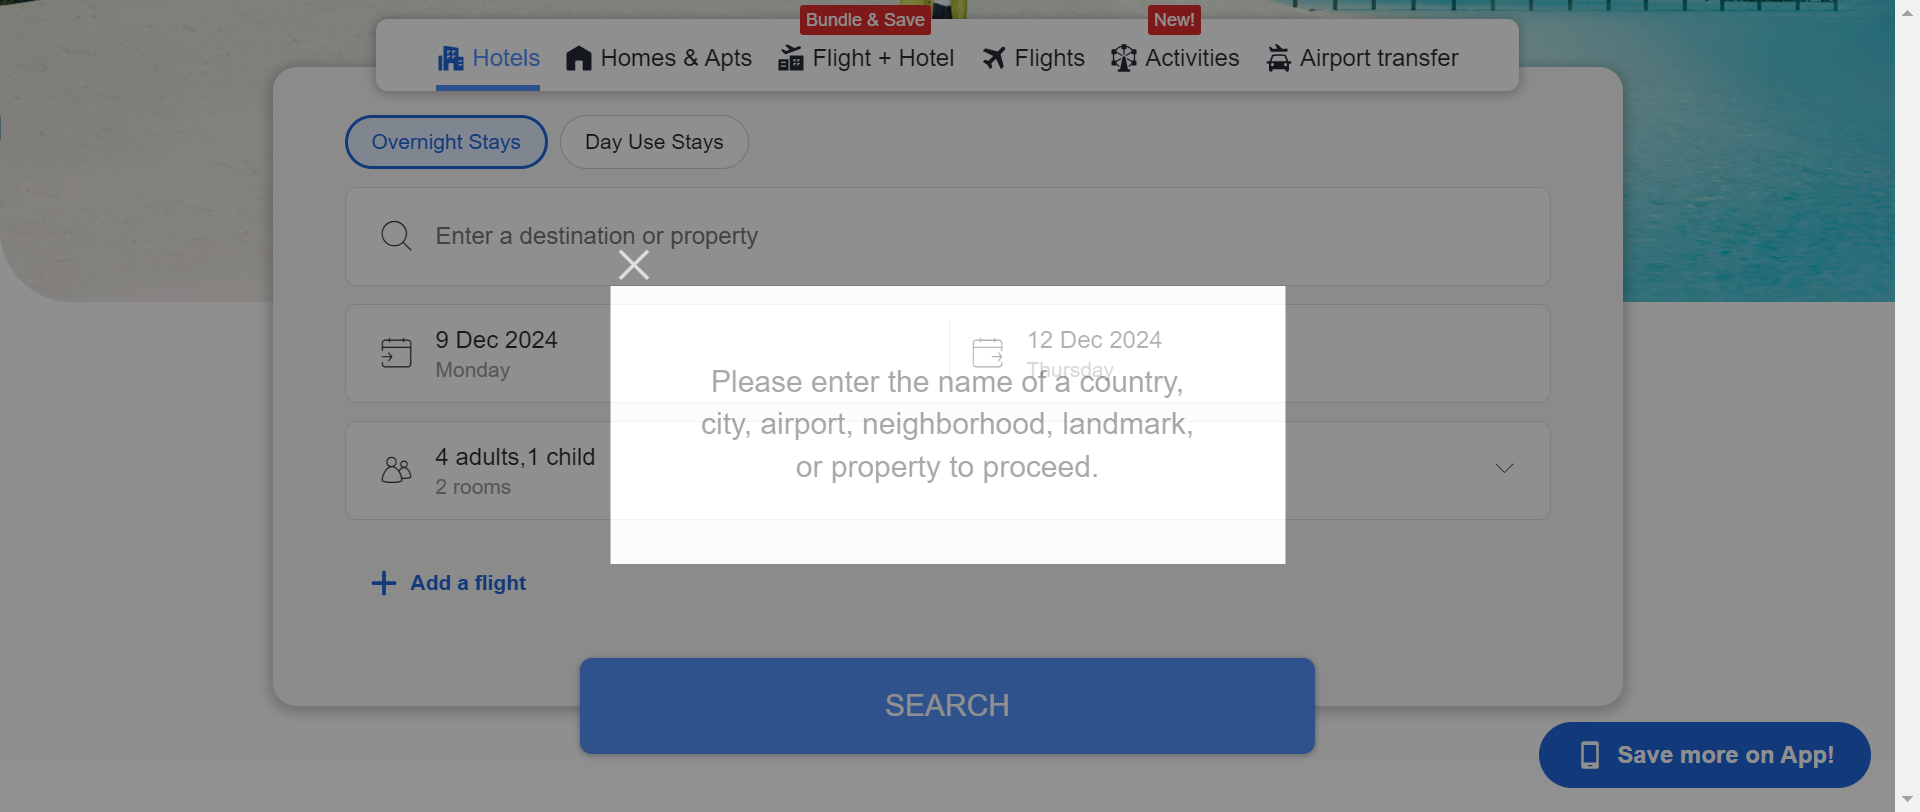 Bundle & Save
New!
Hotels
Homes & Apts
Flight + Hotel
Flights
Activities
Airport transfer
Overnight Stays
Day Use Stays
Enter a destination or property
9 Dec 2024
Monday
12 Dec 2024
Thursday
Please enter the name of a country,
city, airport, neighborhood, landmark,
or property to proceed.
4 adults,1 child
2 rooms
Add a flight
SEARCH
Save more on App!